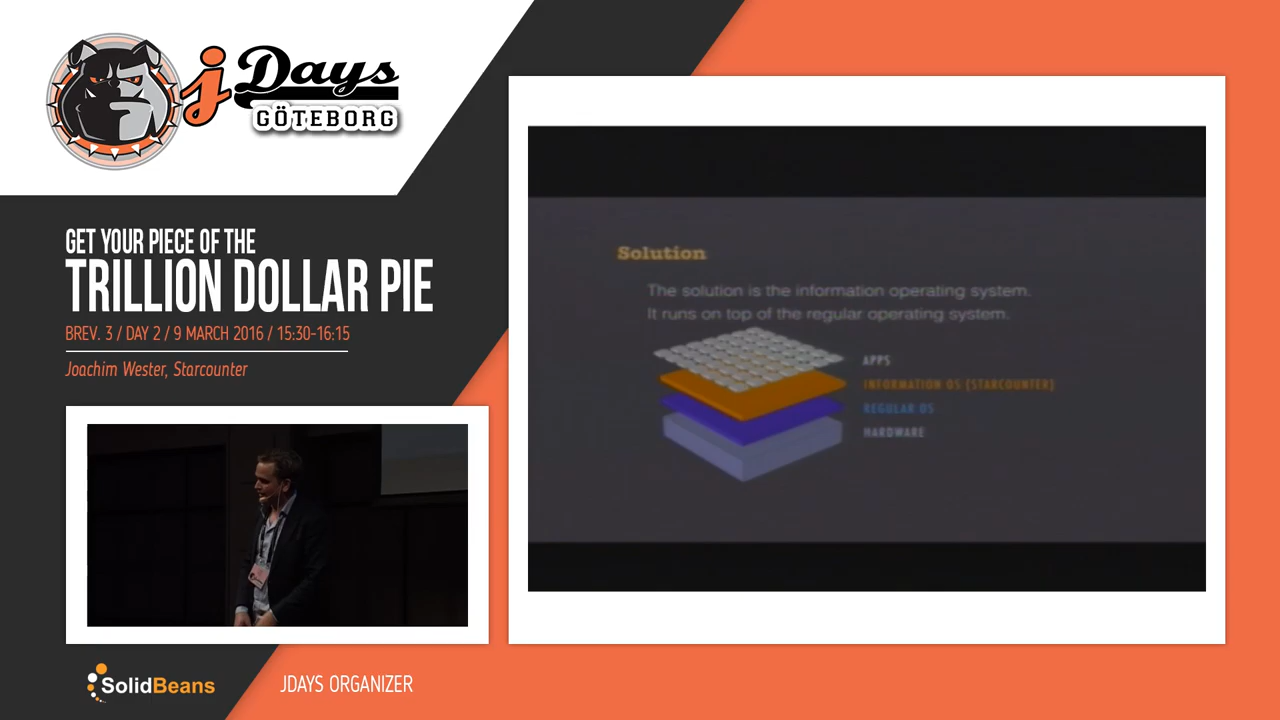 jDays
GÖTEBORG
GET YOUR PIECE OF THE
TRILLION DOLLAR PIE
BREV. 3 / DAY 2 / 9 MARCH 2016 / 15:30-16:15
Joachim Wester, Starcounter
Solution
The solution is the information operating system.
It runs on top of the regular operating system.
APPS
INFORMATION OS (STARCOUNTER)
REGULAR OS
HARDWARE
SolidBeans
JDAYS ORGANIZER